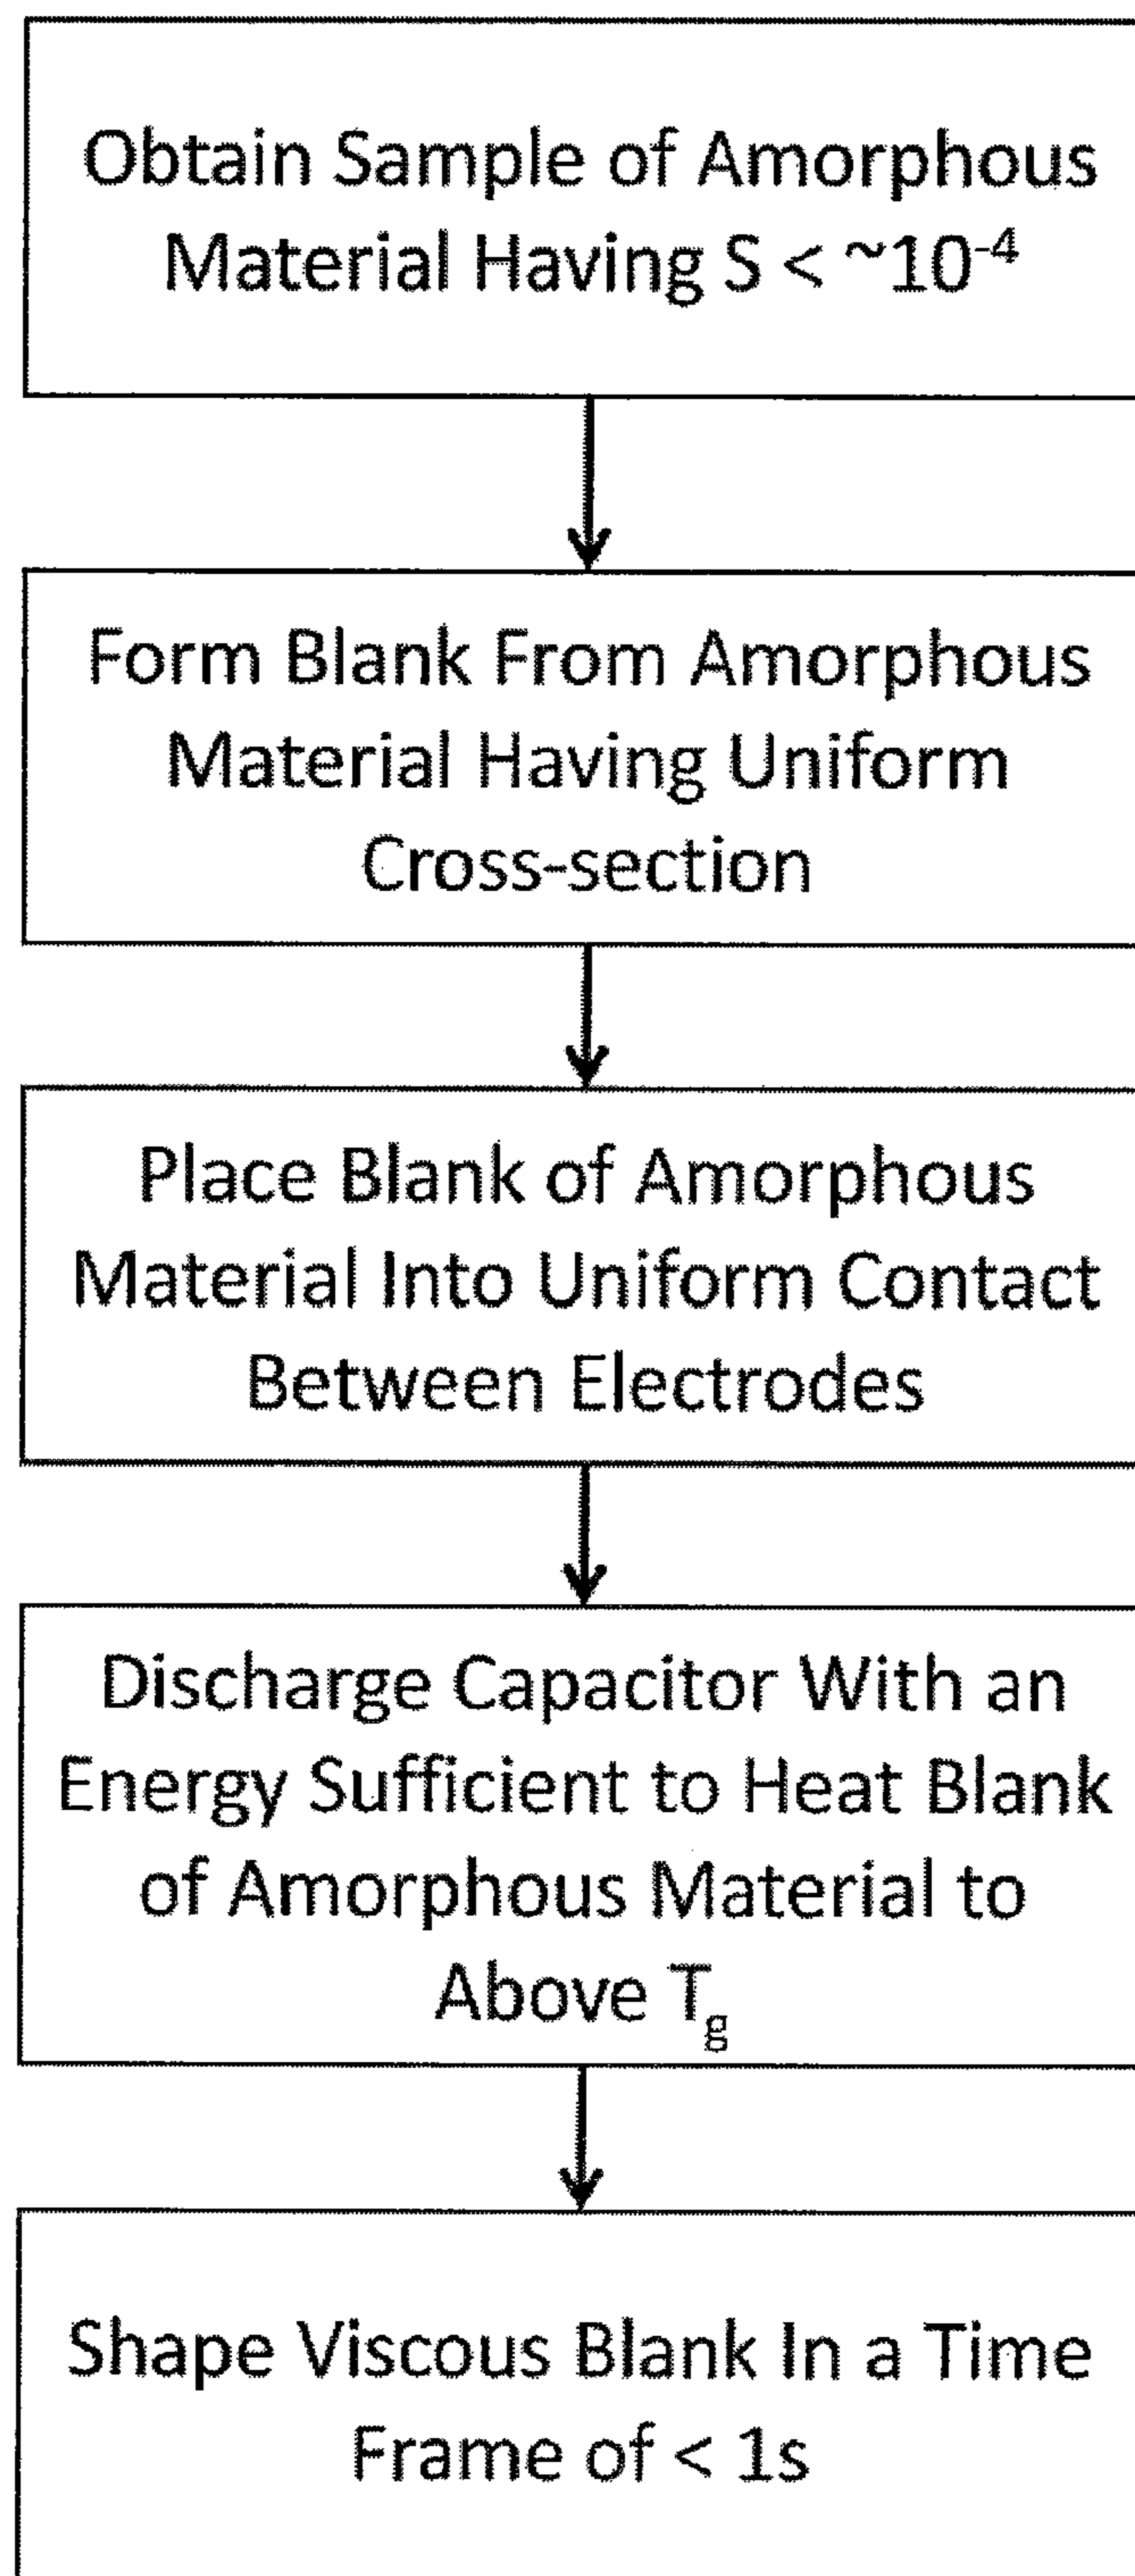 Obtain Sample of Amorphous
Material Having S < ~10⁻⁴
Form Blank From Amorphous
Material Having Uniform
Cross-section
Place Blank of Amorphous
Material Into Uniform Contact
Between Electrodes
Discharge Capacitor With an
Energy Sufficient to Heat Blank
of Amorphous Material to
Above Tg
Shape Viscous Blank In a Time
Frame of < 1s